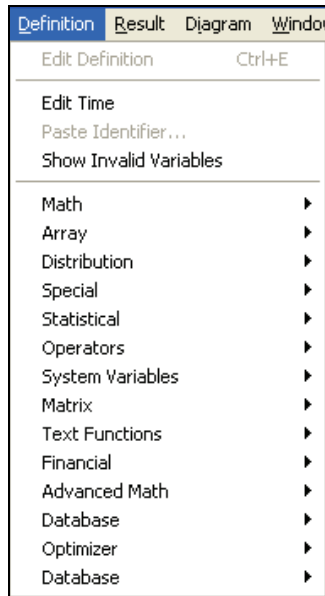 Definition Result Diagram Windo
Edit Definition Ctrl+E
Edit Time
Paste Identifier...
Show Invalid Variables
Math
Array
Distribution
Special
Statistical
Operators
System Variables
Matrix
Text Functions
Financial
Advanced Math
Database
Optimizer
Database